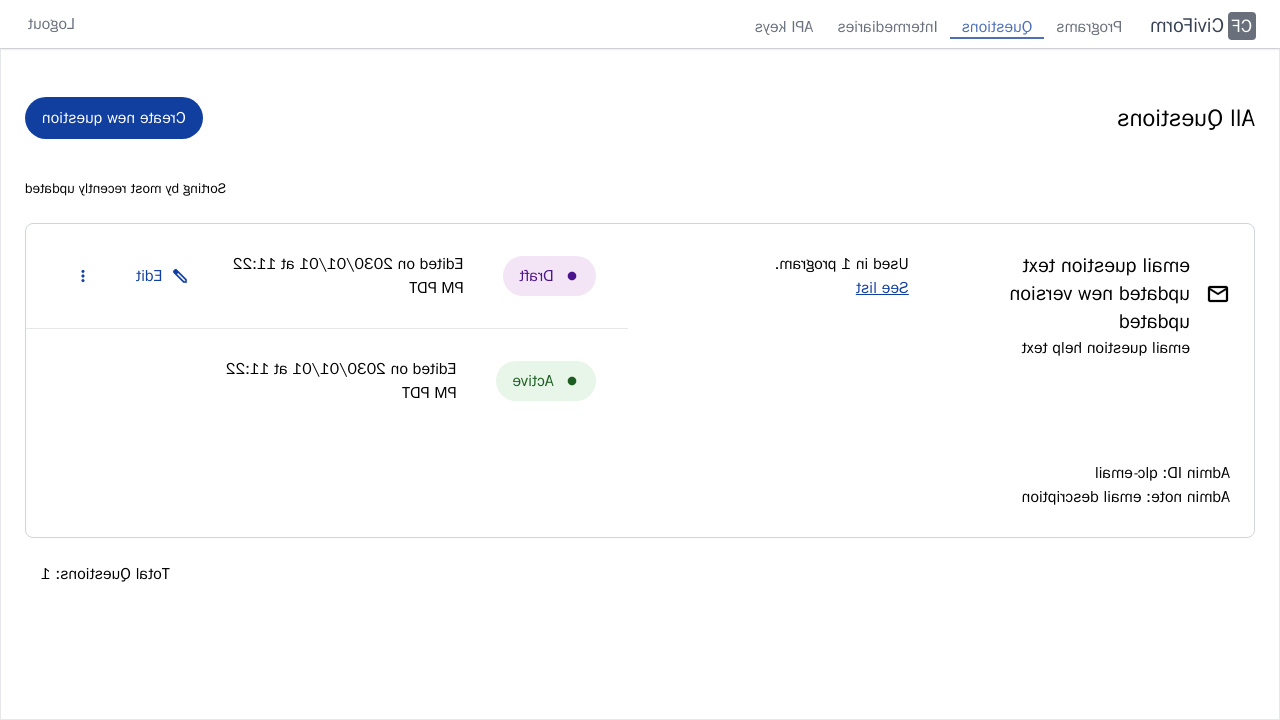 CF CiviForm Programs Questions Intermediaries API keys Logout
All Questions
Create new question
Sorting by most recently updated
email question text
updated new version
updated
email question help text
Used in 1 program.
See list
Draft
Edited on 2030/01/01 at 11:22
PM PDT
Edit
Active
Edited on 2030/01/01 at 11:22
PM PDT
Admin ID: qlc-email
Admin note: email description
Total Questions: 1